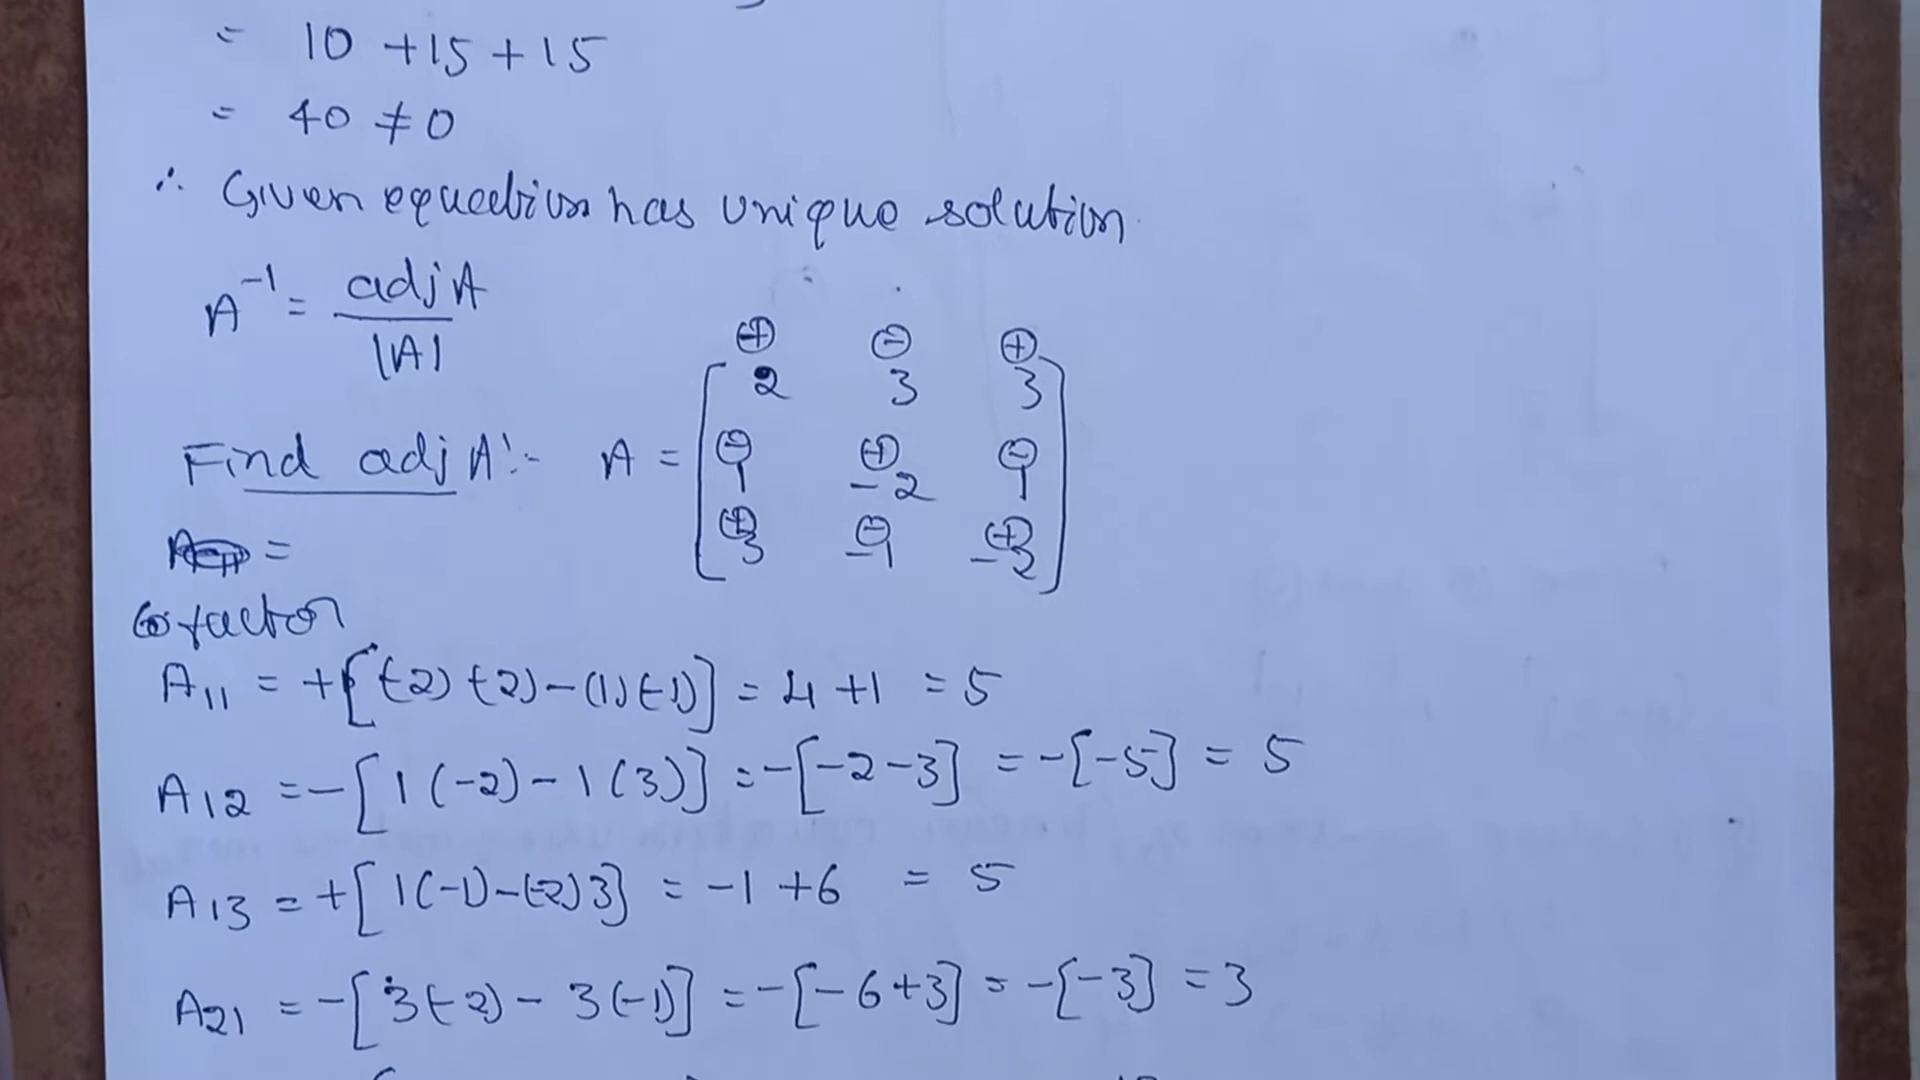 = 10 +15 + 15
= 40 ≠ 0
∴ Given equation has unique solution
A⁻¹ = adj A / |A|
⊕ ⊖ ⊕
2 3 3
Find adj A :- A =
⊖ ⊕ ⊖
1 -2 1
⊕ ⊖ ⊕
3 -1 -2
=
Cofactor
A11 = +[(-2)(-2) - (1)(-1)] = 4 +1 = 5
A12 = -[1(-2) - 1(3)] = -[-2-3] = -[-5] = 5
A13 = +[1(-1) - (-2)3] = -1 +6 = 5
A21 = -[3(-2) - 3(-1)] = -[-6+3] = -[-3] = 3